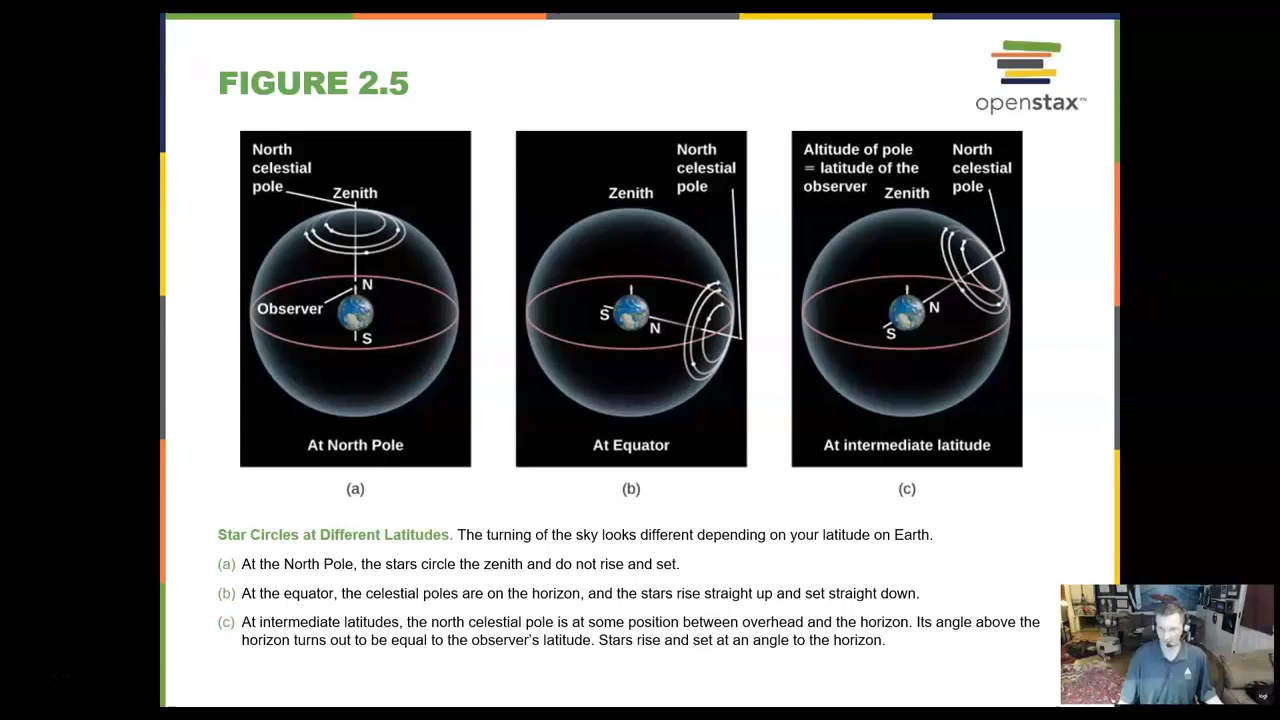 FIGURE 2.5
openstax™
North
celestial
pole
Zenith
N
Observer
S
At North Pole
(a)
North
celestial
pole
Zenith
S
N
At Equator
(b)
Altitude of pole
= latitude of the
observer
North
celestial
pole
Zenith
N
S
At intermediate latitude
(c)
Star Circles at Different Latitudes. The turning of the sky looks different depending on your latitude on Earth.
(a) At the North Pole, the stars circle the zenith and do not rise and set.
(b) At the equator, the celestial poles are on the horizon, and the stars rise straight up and set straight down.
(c) At intermediate latitudes, the north celestial pole is at some position between overhead and the horizon. Its angle above the
horizon turns out to be equal to the observer's latitude. Stars rise and set at an angle to the horizon.
logi